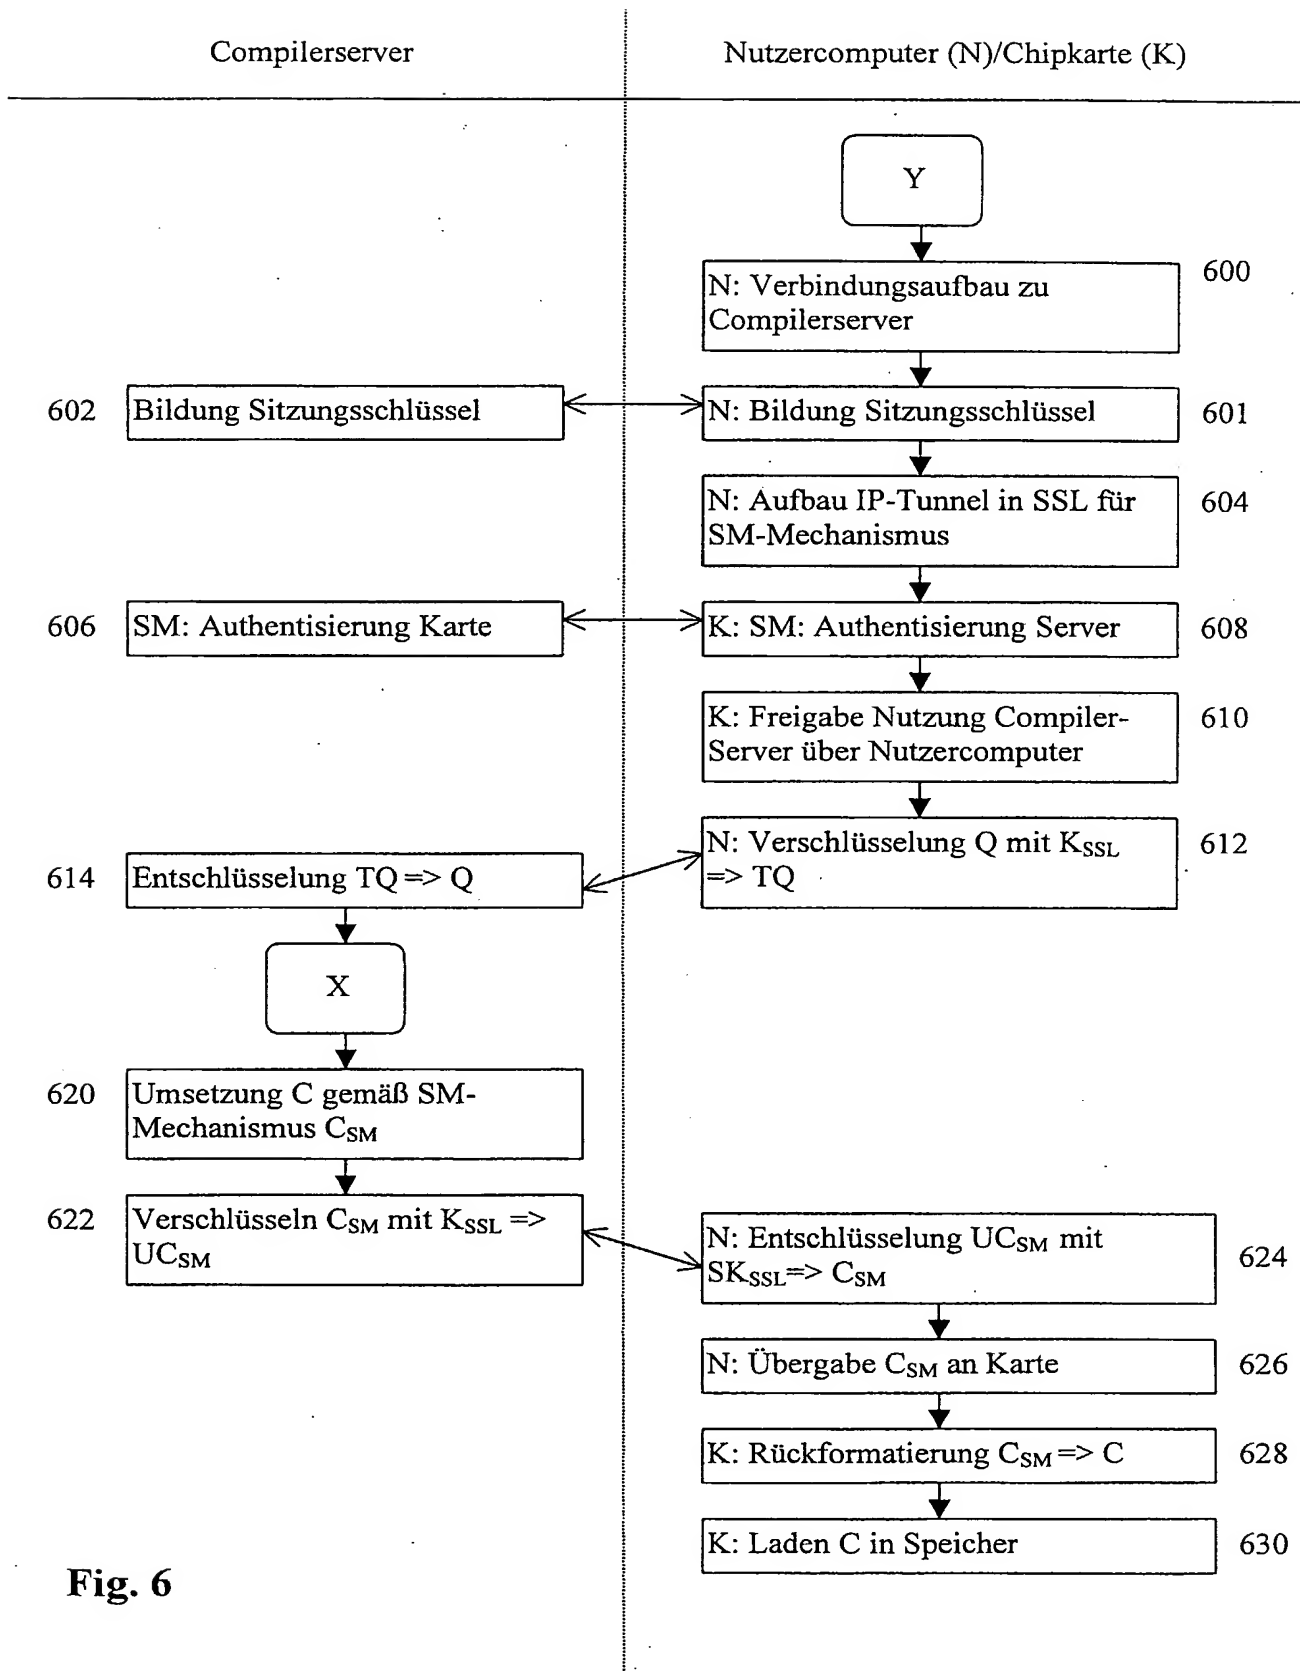 Compilerserver
Nutzercomputer (N)/Chipkarte (K)
Y
N: Verbindungsaufbau zu
Compilerserver
600
602
Bildung Sitzungsschlüssel
N: Bildung Sitzungsschlüssel
601
N: Aufbau IP-Tunnel in SSL für
SM-Mechanismus
604
606
SM: Authentisierung Karte
K: SM: Authentisierung Server
608
K: Freigabe Nutzung Compiler-
Server über Nutzercomputer
610
N: Verschlüsselung Q mit KSSL
=> TQ
612
614
Entschlüsselung TQ => Q
X
620
Umsetzung C gemäß SM-
Mechanismus CSM
622
Verschlüsseln CSM mit KSSL =>
UCSM
N: Entschlüsselung UCSM mit
SKSSL=> CSM
624
N: Übergabe CSM an Karte
626
K: Rückformatierung CSM => C
628
K: Laden C in Speicher
630
Fig. 6